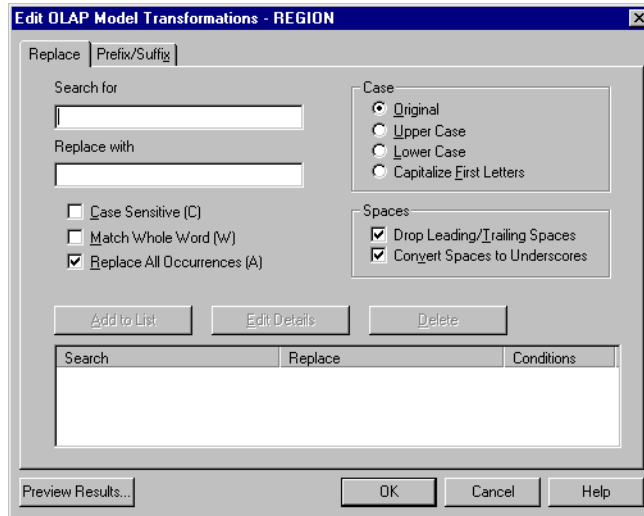 Edit OLAP Model Transformations - REGION
Replace
Prefix/Suffix
Search for
Replace with
Case Sensitive (C)
Match Whole Word (W)
Replace All Occurrences (A)
Case
Original
Upper Case
Lower Case
Capitalize First Letters
Spaces
Drop Leading/Trailing Spaces
Convert Spaces to Underscores
Add to List
Edit Details
Delete
Search
Replace
Conditions
Preview Results...
OK
Cancel
Help